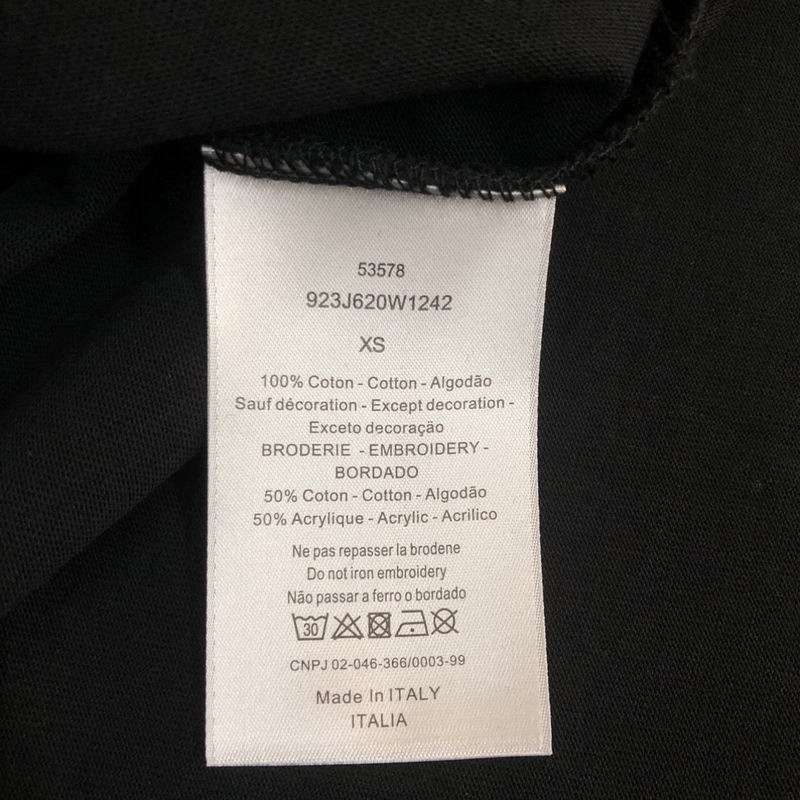 53578
923J620W1242
XS
100% Coton - Cotton - Algodão
Sauf décoration - Except decoration -
Exceto decoração
BRODERIE - EMBROIDERY -
BORDADO
50% Coton - Cotton - Algodão
50% Acrylique - Acrylic - Acrilico
Ne pas repasser la brodene
Do not iron embroidery
Não passar a ferro o bordado
30
CNPJ 02-046-366/0003-99
Made In ITALY
ITALIA